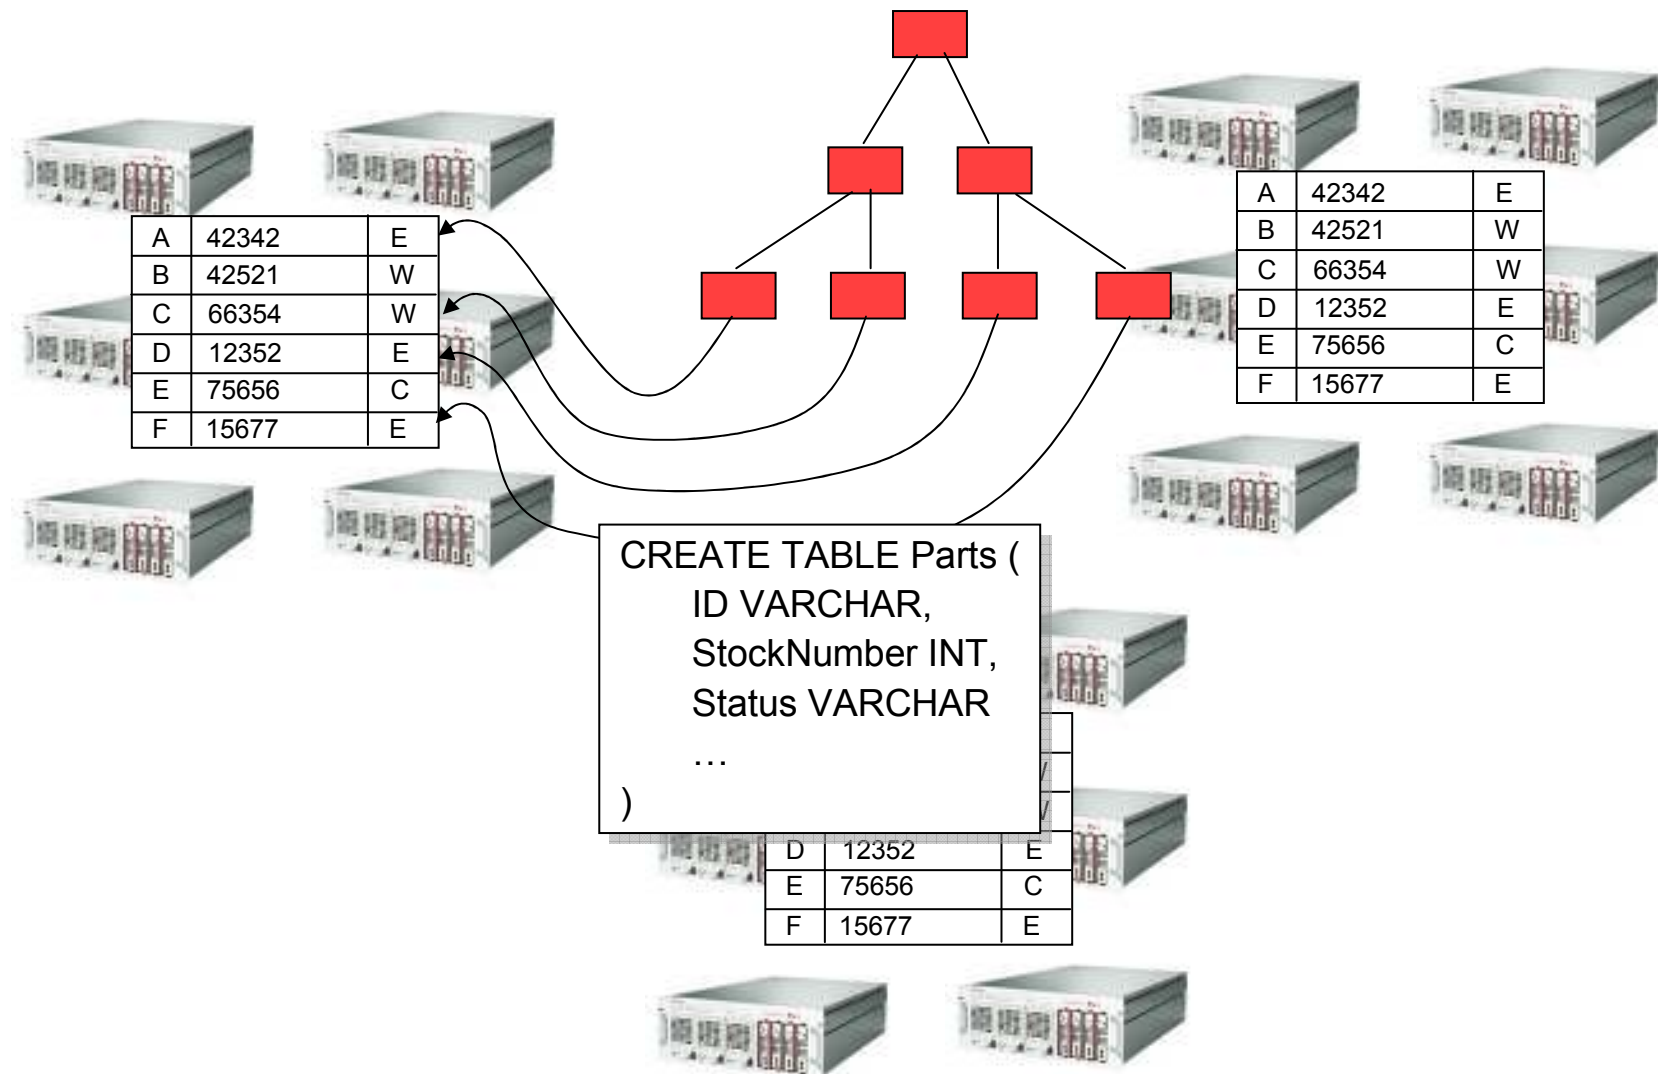 A 42342 E
B 42521 W
C 66354 W
D 12352 E
E 75656 C
F 15677 E
A 42342 E
B 42521 W
C 66354 W
D 12352 E
E 75656 C
F 15677 E
CREATE TABLE Parts (
ID VARCHAR,
StockNumber INT,
Status VARCHAR
…
)
D 12352 E
E 75656 C
F 15677 E